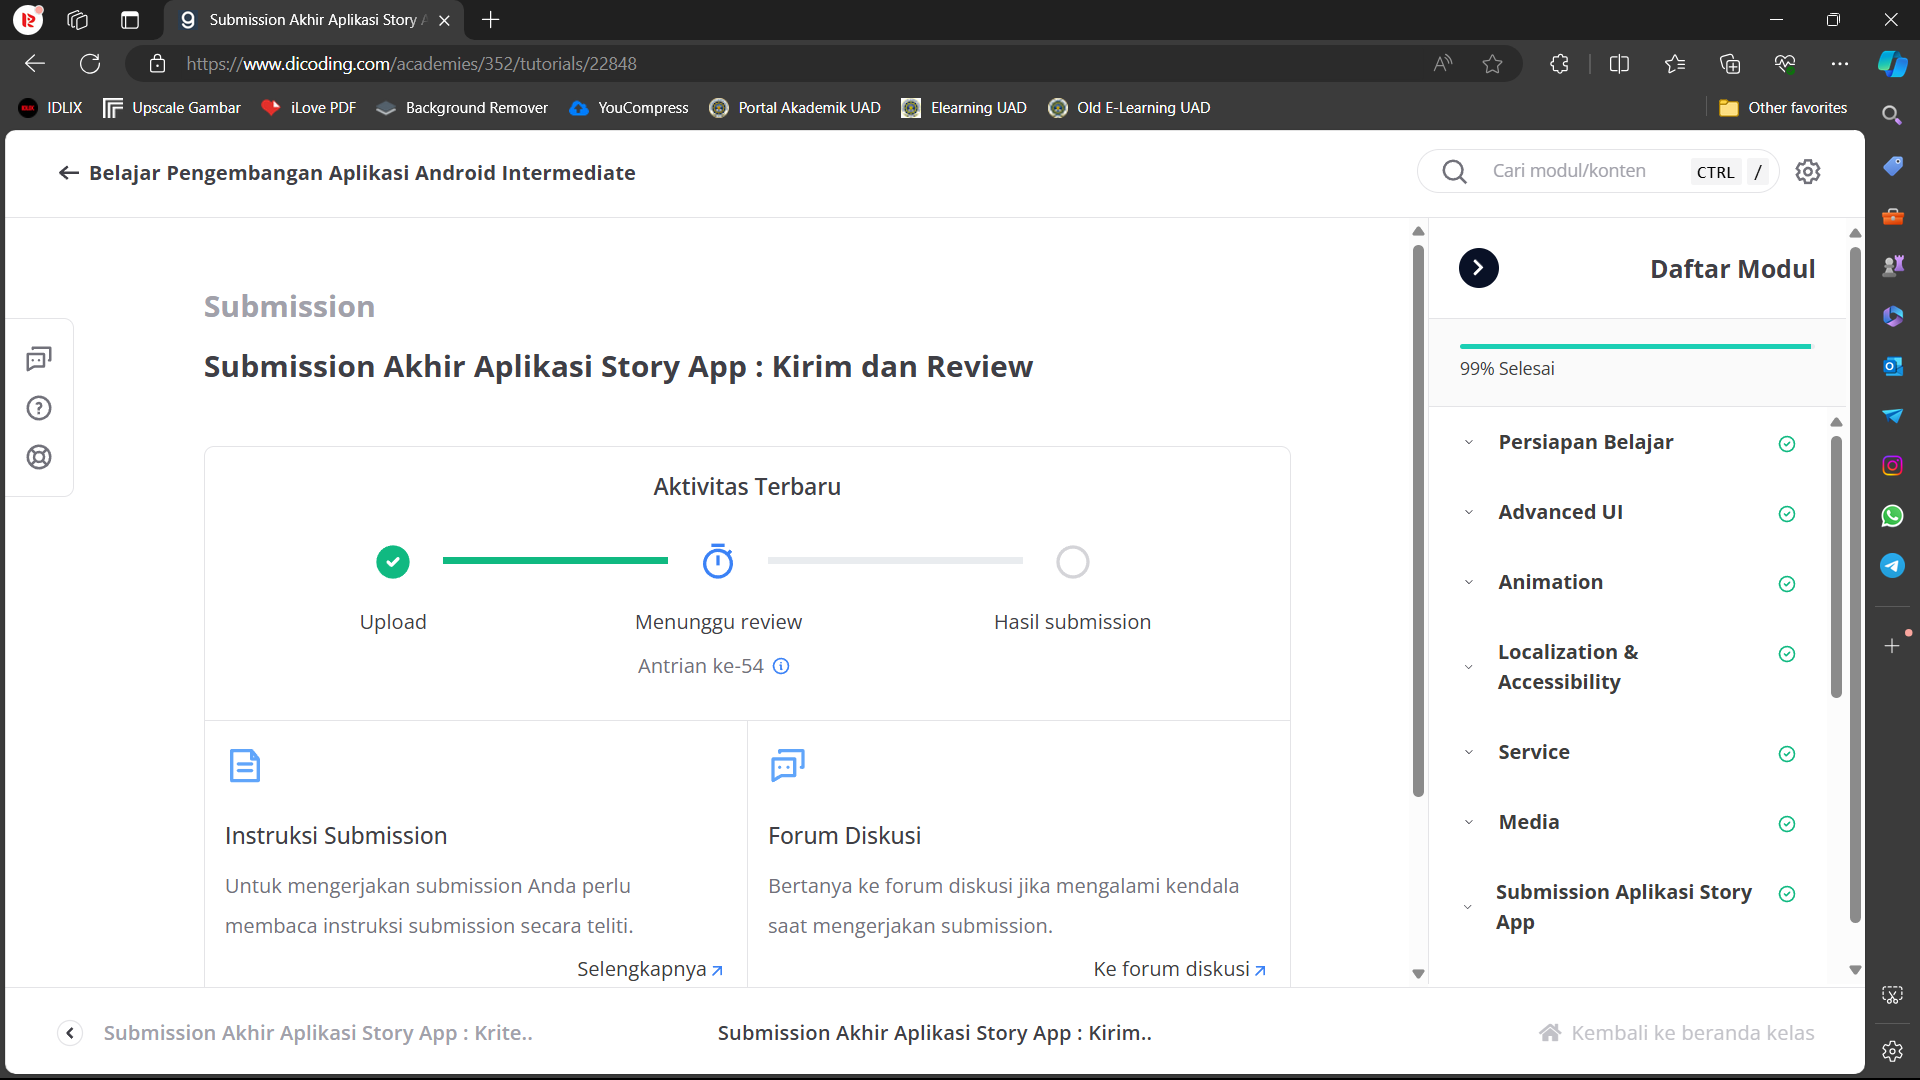 Submission Akhir Aplikasi Story A
https://www.dicoding.com/academies/352/tutorials/22848
IDLIX
Upscale Gambar
iLove PDF
Background Remover
YouCompress
Portal Akademik UAD
Elearning UAD
Old E-Learning UAD
Other favorites
Belajar Pengembangan Aplikasi Android Intermediate
Cari modul/konten
CTRL /
Submission
Submission Akhir Aplikasi Story App : Kirim dan Review
Aktivitas Terbaru
Upload
Menunggu review
Hasil submission
Antrian ke-54
Instruksi Submission
Untuk mengerjakan submission Anda perlu
membaca instruksi submission secara teliti.
Selengkapnya
Forum Diskusi
Bertanya ke forum diskusi jika mengalami kendala
saat mengerjakan submission.
Ke forum diskusi
Daftar Modul
99% Selesai
Persiapan Belajar
Advanced UI
Animation
Localization &
Accessibility
Service
Media
Submission Aplikasi Story
App
Submission Akhir Aplikasi Story App : Krite..
Submission Akhir Aplikasi Story App : Kirim..
Kembali ke beranda kelas